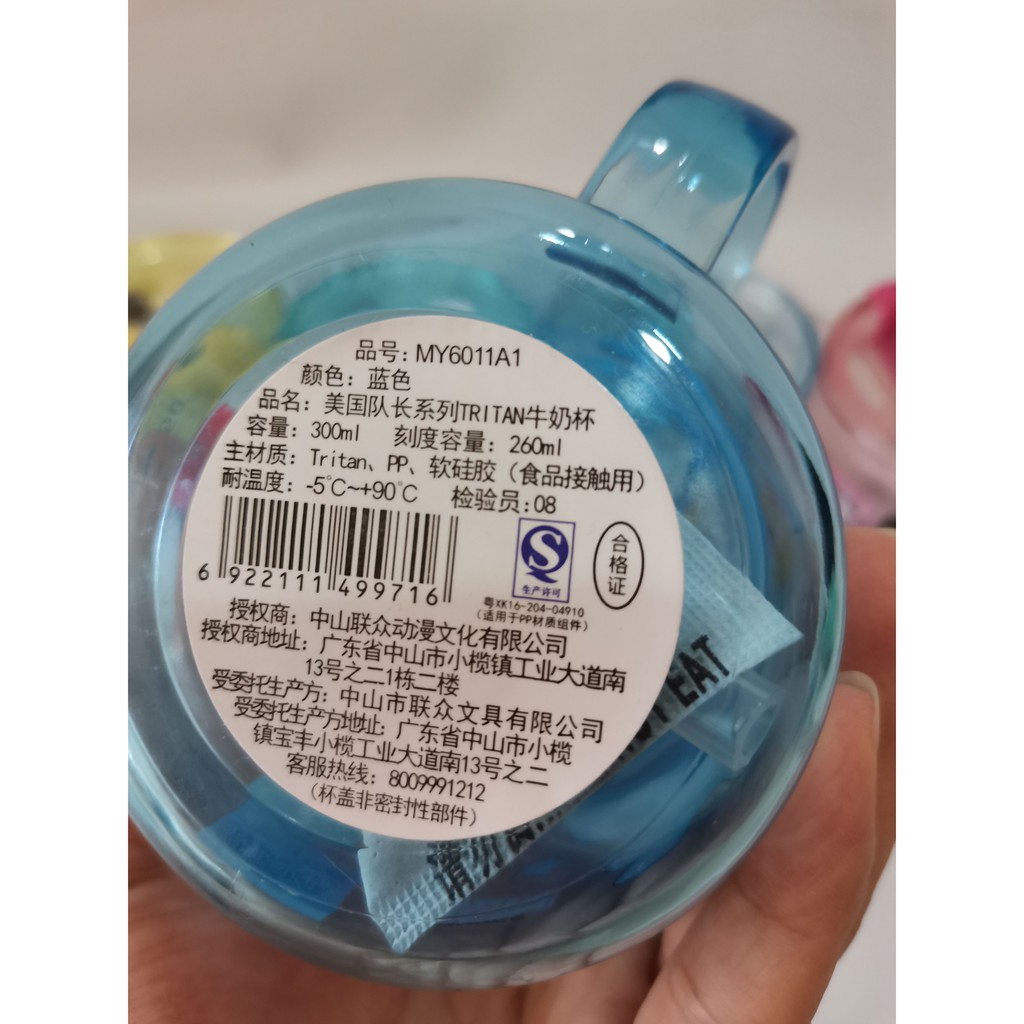 品号: MY6011A1
颜色: 蓝色
品名: 美国队长系列TRITAN牛奶杯
容量: 300ml 刻度容量: 260ml
主材质: Tritan、PP、软硅胶（食品接触用）
耐温度: -5℃~+90℃ 检验员:08
6 922111 499716
生产许可
合格证
粤XK16-204-04910
(适用于PP材质组件)
授权商: 中山联众动漫文化有限公司
授权商地址: 广东省中山市小榄镇工业大道南
13号之二1栋二楼
受委托生产方: 中山市联众文具有限公司
受委托生产方地址: 广东省中山市小榄
镇宝丰小榄工业大道南13号之二
客服热线: 8009991212
(杯盖非密封性部件)
请勿
EAT